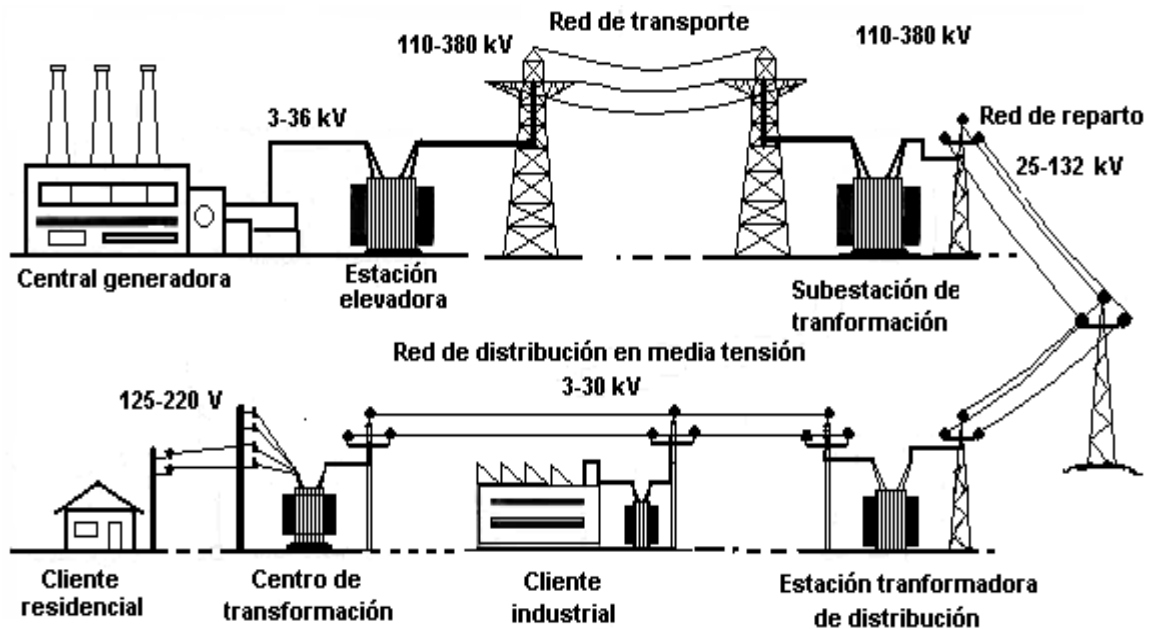 Red de transporte
110-380 kV
110-380 kV
3-36 kV
Red de reparto
25-132 kV
Central generadora
Estación
elevadora
Subestación de
tranformación
Red de distribución en media tensión
3-30 kV
125-220 V
Cliente
residencial
Centro de
transformación
Cliente
industrial
Estación tranformadora
de distribución